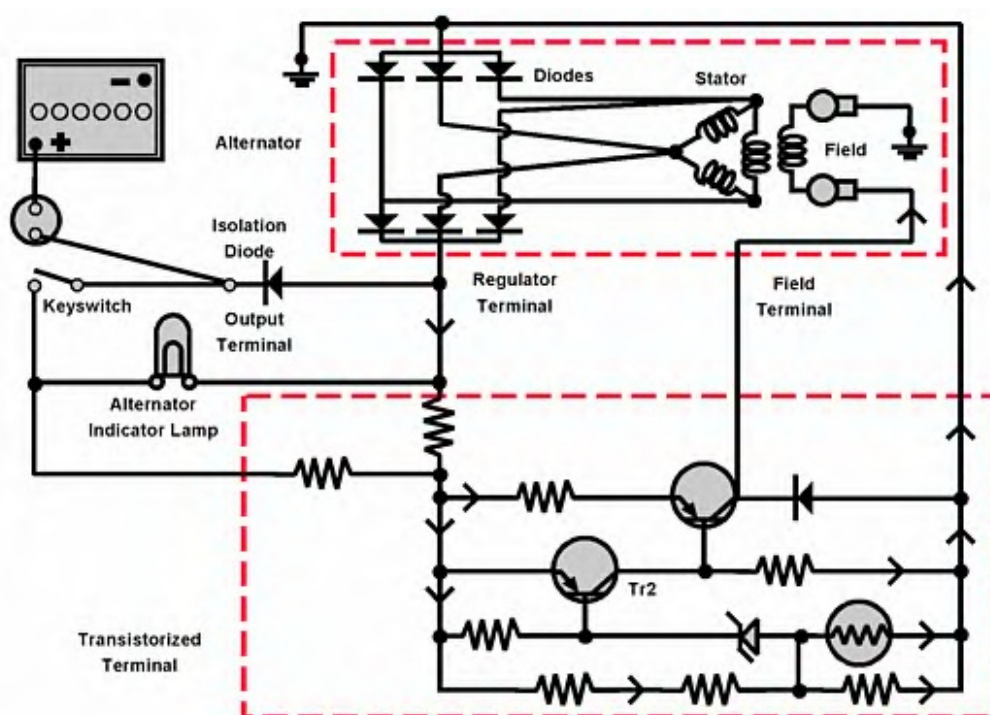 Diodes
Stator
Alternator
Field
Isolation
Diode
Regulator
Terminal
Field
Terminal
Keyswitch
Output
Terminal
Alternator
Indicator Lamp
Tr2
Transistorized
Terminal